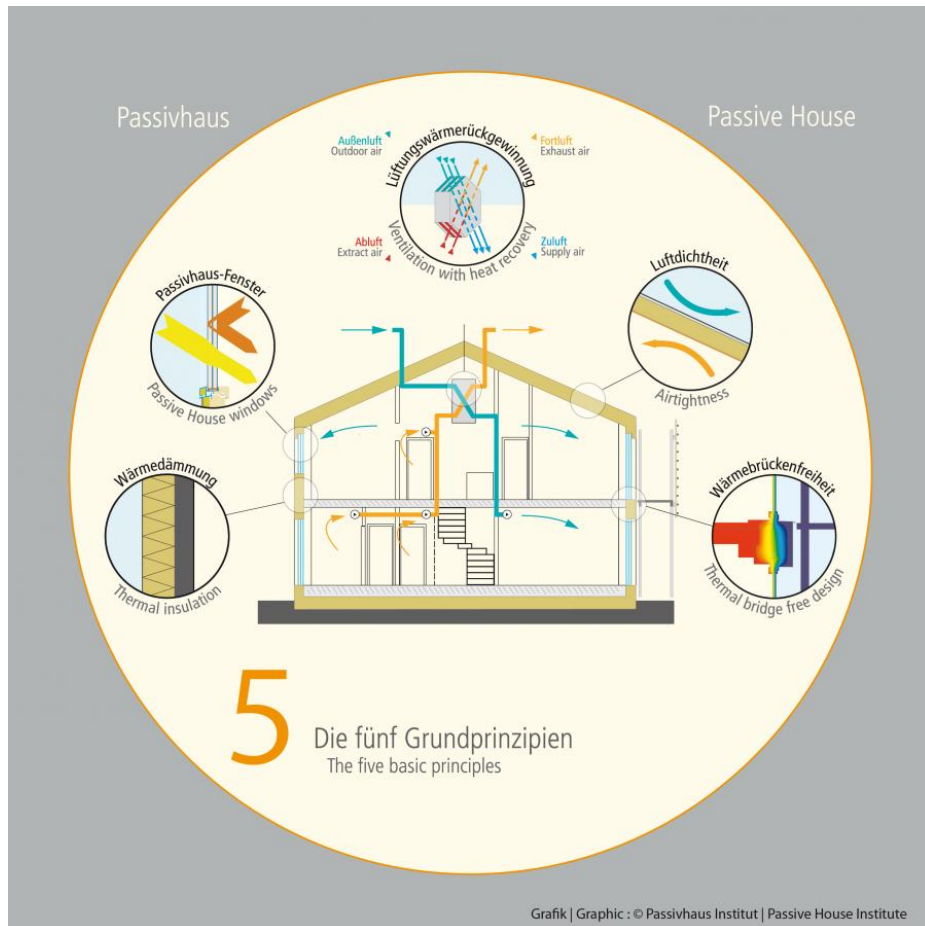 Passivhaus
Passive House
Außenluft
Outdoor air
Fortluft
Exhaust air
Lüftungswärmerückgewinnung
Abluft
Extract air
Zuluft
Supply air
Ventilation with heat recovery
Passivhaus-Fenster
Passive House windows
Luftdichtheit
Airtightness
Wärmedämmung
Thermal insulation
Wärmebrückenfreiheit
Thermal bridge free design
5
Die fünf Grundprinzipien
The five basic principles
Grafik | Graphic : © Passivhaus Institut | Passive House Institute